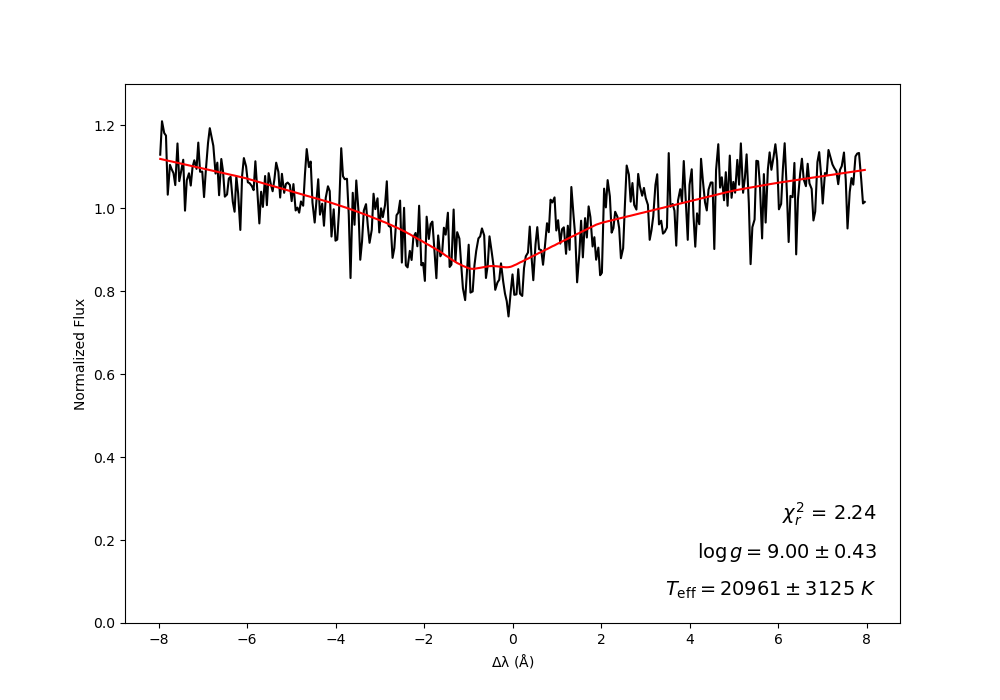 1.2
1.0
0.8
0.6
0.4
0.2
0.0
Normalized Flux
χ²ᵣ = 2.24
log g = 9.00 ± 0.43
T_eff = 20961 ± 3125 K
−8 −6 −4 −2 0 2 4 6 8
Δλ (Å)